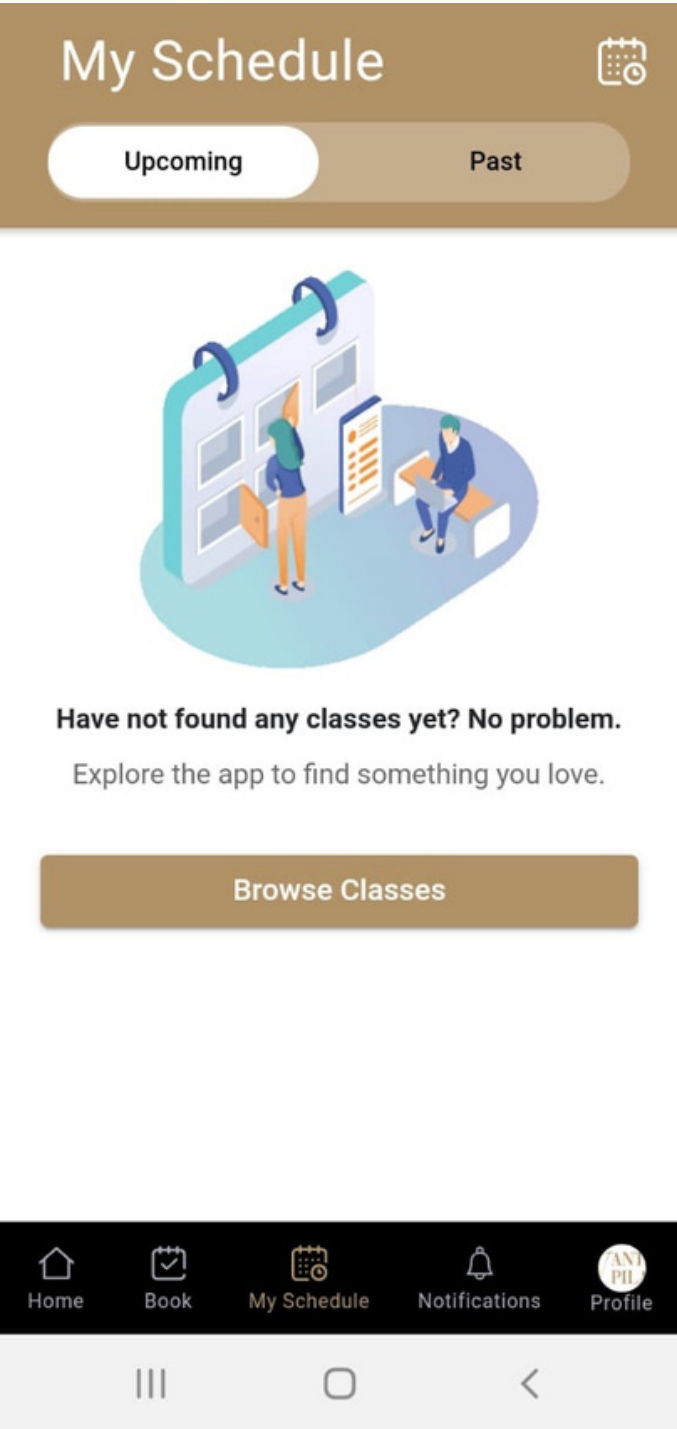 My Schedule
Upcoming
Past
Have not found any classes yet? No problem.
Explore the app to find something you love.
Browse Classes
Home
Book
My Schedule
Notifications
Profile